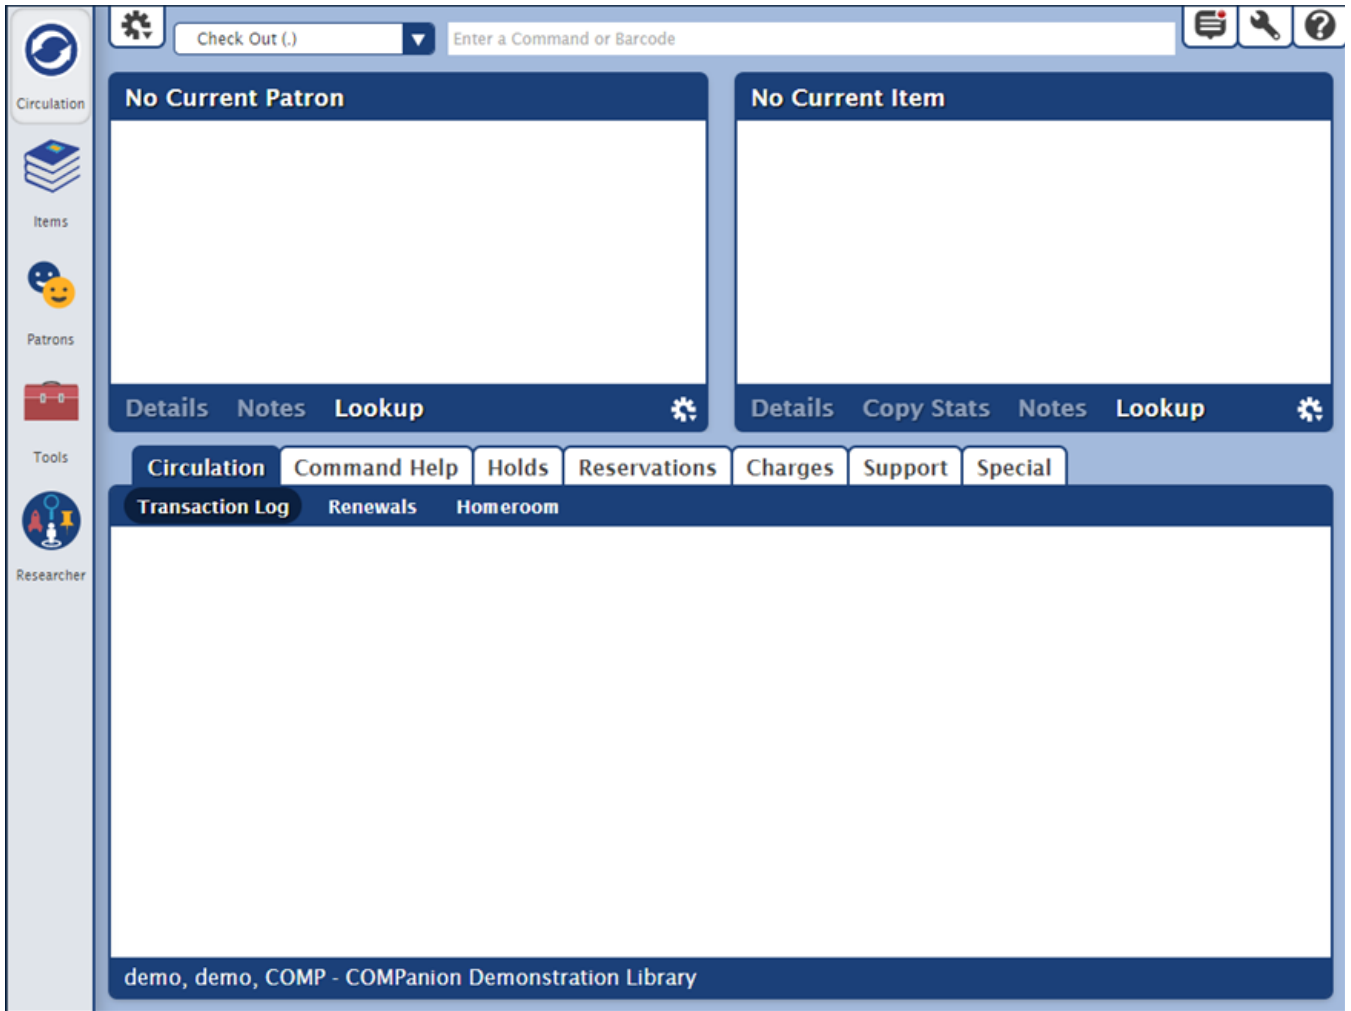 Circulation
Items
Patrons
Tools
Researcher
Check Out (.)
Enter a Command or Barcode
No Current Patron
Details Notes Lookup
No Current Item
Details Copy Stats Notes Lookup
Circulation Command Help Holds Reservations Charges Support Special
Transaction Log Renewals Homeroom
demo, demo, COMP - COMPanion Demonstration Library